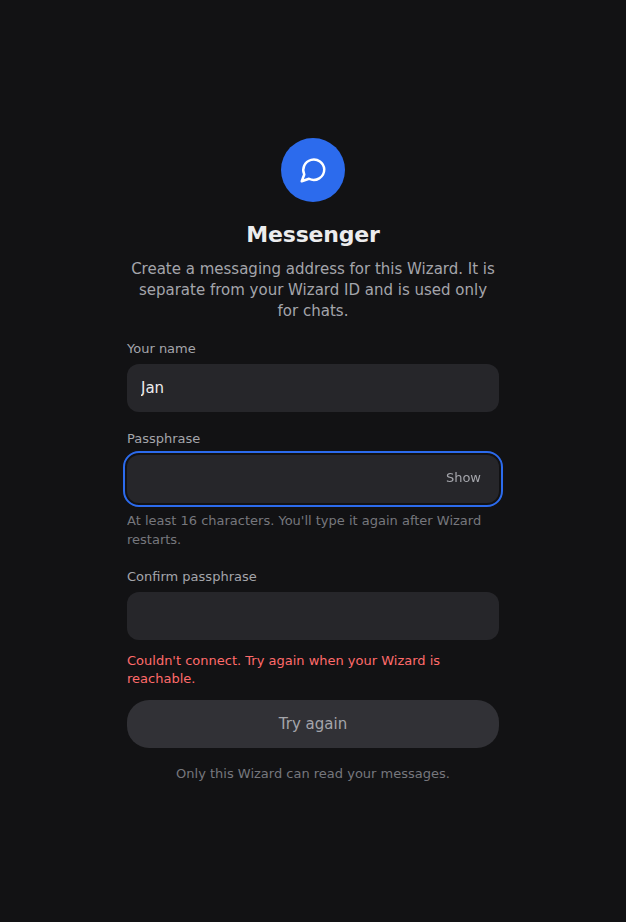 Messenger
Create a messaging address for this Wizard. It is
separate from your Wizard ID and is used only
for chats.
Your name
Jan
Passphrase
Show
At least 16 characters. You'll type it again after Wizard
restarts.
Confirm passphrase
Couldn't connect. Try again when your Wizard is
reachable.
Try again
Only this Wizard can read your messages.